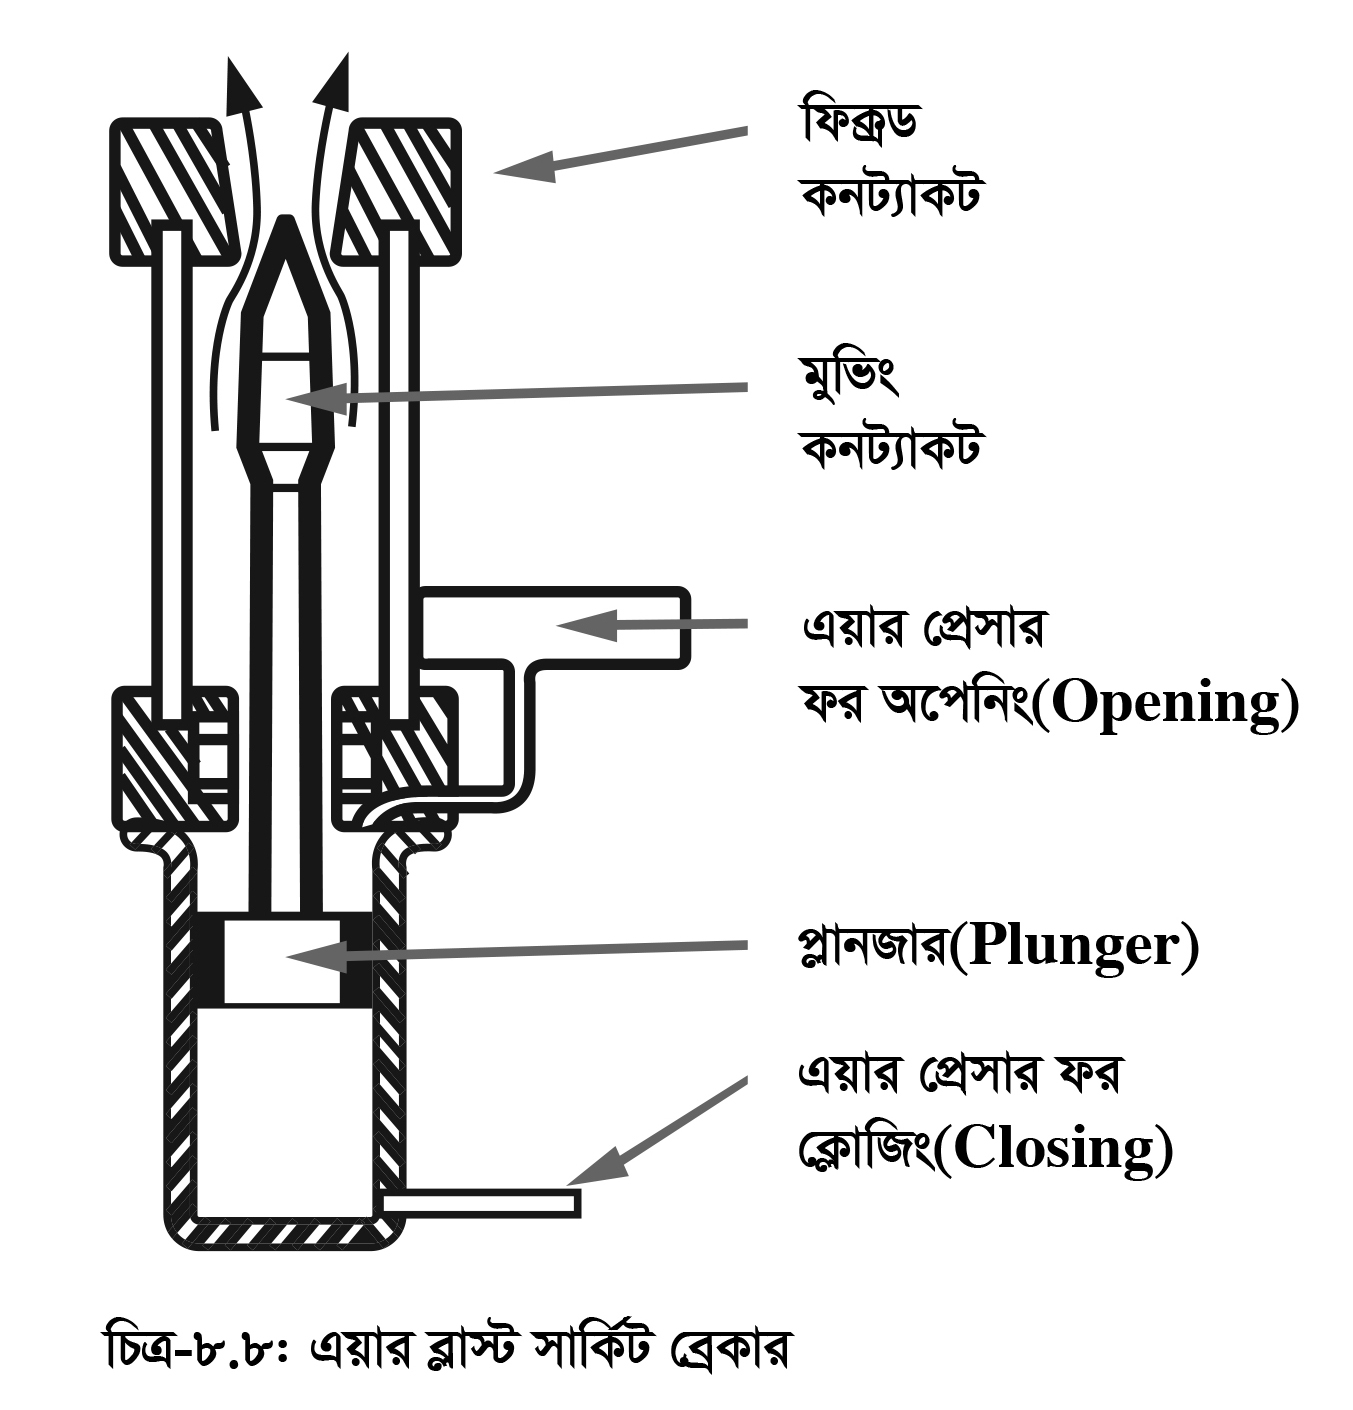 ফিক্সড
কনট্যাকট
মুভিং
কনট্যাকট
এয়ার প্রেসার
ফর অপেনিং(Opening)
প্লানজার(Plunger)
এয়ার প্রেসার ফর
ক্লোজিং(Closing)
চিত্র-৮.৮: এয়ার ব্লাস্ট সার্কিট ব্রেকার